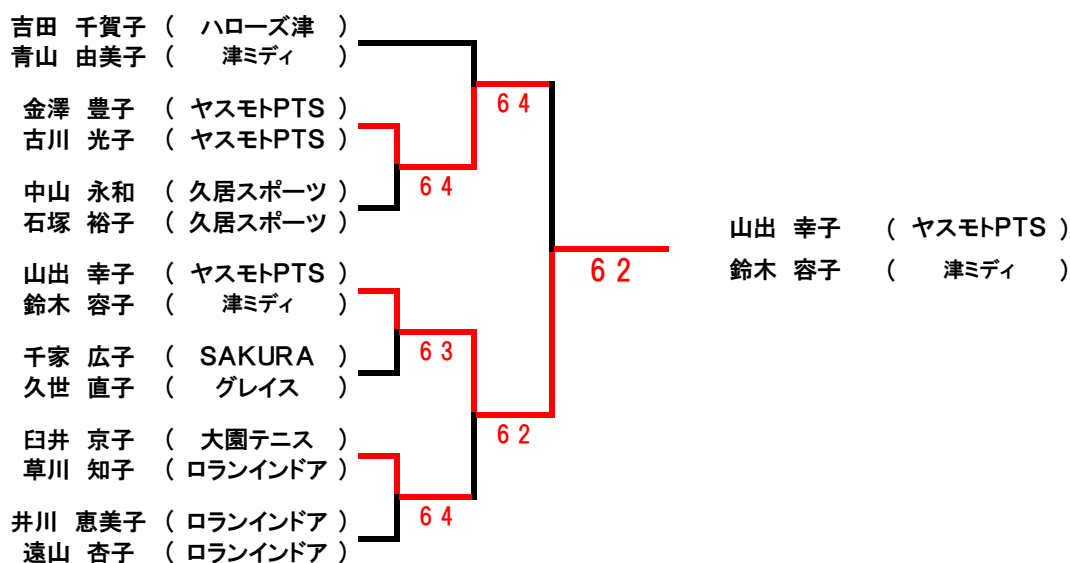 吉田 千賀子 ( ハローズ津 )
青山 由美子 ( 津ミディ )
6 4
金澤 豊子 ( ヤスモトPTS )
古川 光子 ( ヤスモトPTS )
6 4
中山 永和 ( 久居スポーツ )
石塚 裕子 ( 久居スポーツ )
山出 幸子 ( ヤスモトPTS )
鈴木 容子 ( 津ミディ )
6 2
山出 幸子 ( ヤスモトPTS )
鈴木 容子 ( 津ミディ )
6 3
千家 広子 ( SAKURA )
久世 直子 ( グレイス )
6 2
臼井 京子 ( 大園テニス )
草川 知子 ( ロランインドア )
6 4
井川 恵美子 ( ロランインドア )
遠山 杏子 ( ロランインドア )